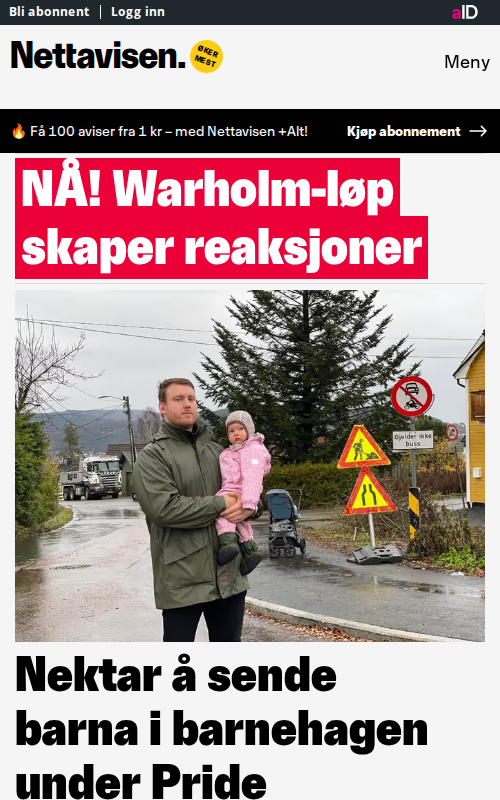 Bli abonnent
Logg inn
aID
Nettavisen.
ØKER
MEST
Meny
🔥 Få 100 aviser fra 1 kr – med Nettavisen +Alt!
Kjøp abonnement →
NÅ! Warholm-løp
skaper reaksjoner
Gjelder ikke
buss
Nektar å sende
barna i barnehagen
under Pride